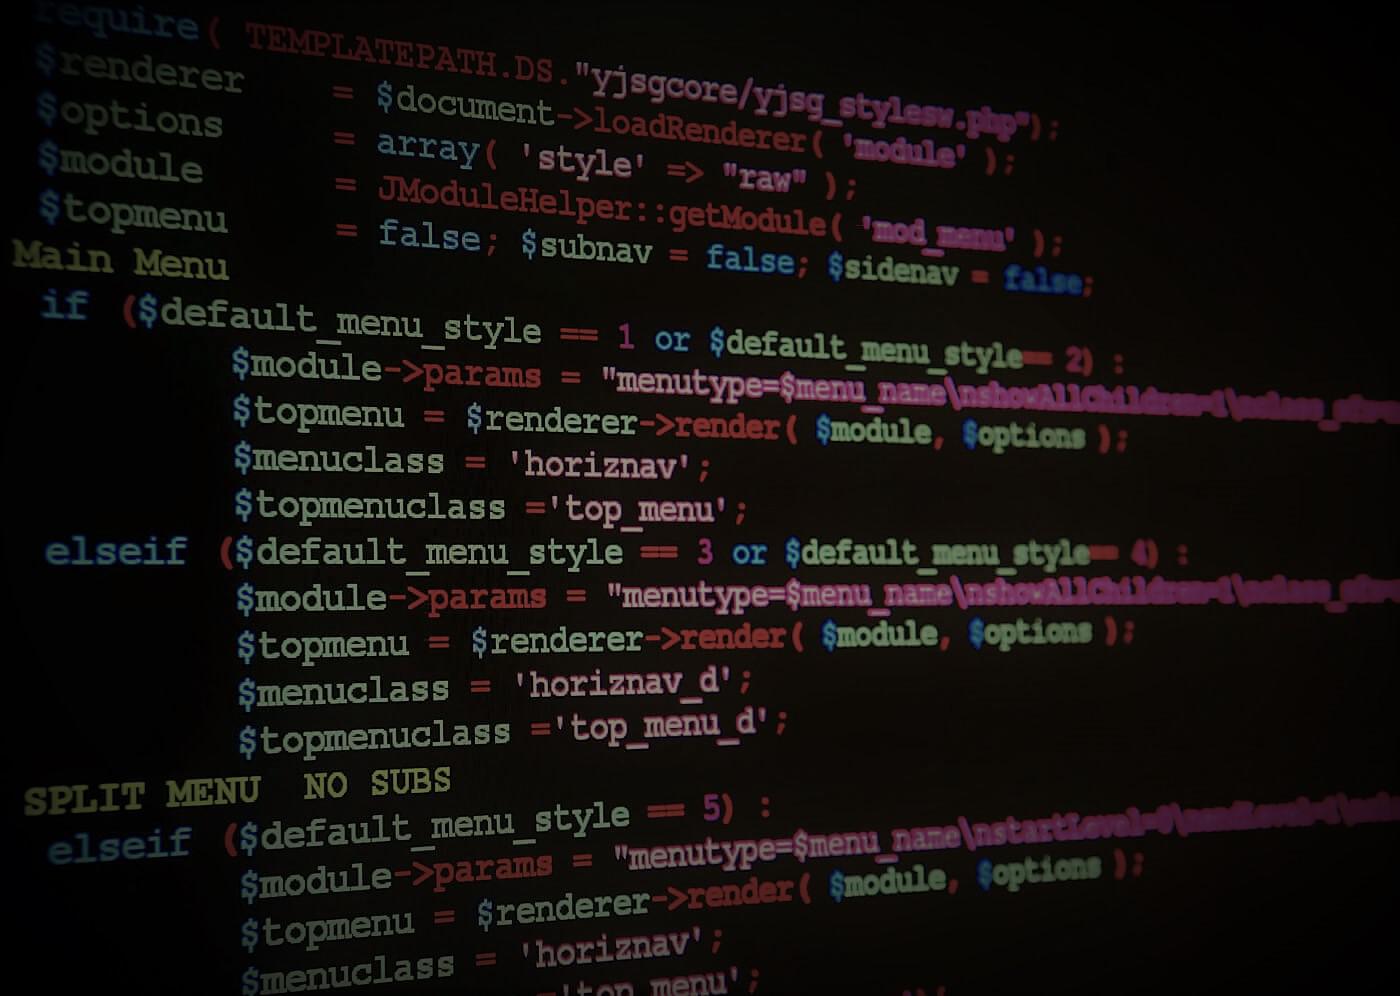 require( TEMPLATEPATH.DS."yjsgcore/yjsg_stylesw.php");
$renderer = $document->loadRenderer( 'module' );
$options = array( 'style' => "raw" );
$module = JModuleHelper::getModule( 'mod_menu' );
$topmenu = false; $subnav = false; $sidenav = false;
Main Menu
if ($default_menu_style == 1 or $default_menu_style== 2) :
$module->params = "menutype=$menu_name\nshowAllChildren=1\
$topmenu = $renderer->render( $module, $options );
$menuclass = 'horiznav';
$topmenuclass ='top_menu';
elseif ($default_menu_style == 3 or $default_menu_style== 4) :
$module->params = "menutype=$menu_name\nshowAllChildren=1\
$topmenu = $renderer->render( $module, $options );
$menuclass = 'horiznav_d';
$topmenuclass ='top_menu_d';
SPLIT MENU NO SUBS
elseif ($default_menu_style == 5) :
$module->params = "menutype=$menu_name\nstartLevel=0\nendLevel=1\
$topmenu = $renderer->render( $module, $options );
$menuclass = 'horiznav';
='top_menu';